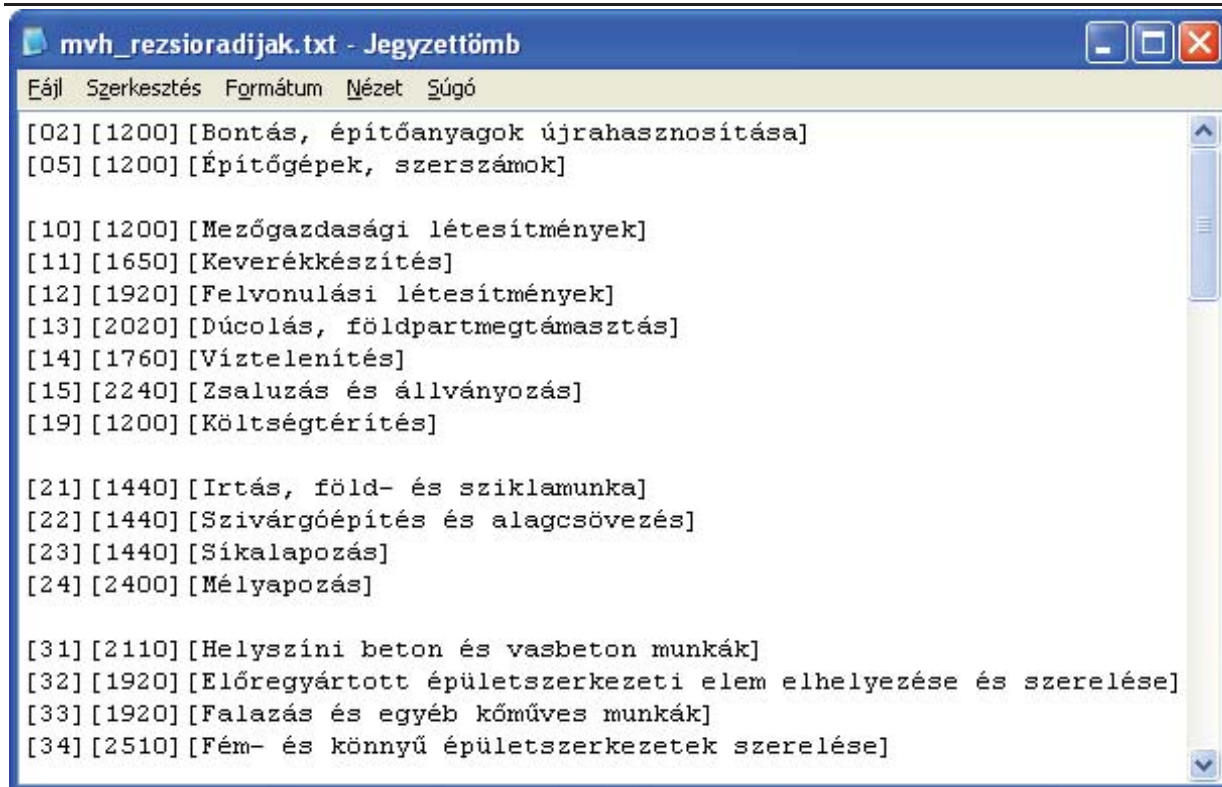 mvh_rezsioradijak.txt - Jegyzettömb
Fájl Szerkesztés Formátum Nézet Súgó
[02][1200][Bontás, építőanyagok újrahasznosítása]
[05][1200][Építőgépek, szerszámok]
[10][1200][Mezőgazdasági létesítmények]
[11][1650][Keverékkészítés]
[12][1920][Felvonulási létesítmények]
[13][2020][Dúcolás, földpartmegtámasztás]
[14][1760][Víztelenítés]
[15][2240][Zsaluzás és állványozás]
[19][1200][Költségtérítés]
[21][1440][Irtás, föld- és sziklamunka]
[22][1440][Szivárgóépítés és alagcsövezés]
[23][1440][Síkalapozás]
[24][2400][Mélyapozás]
[31][2110][Helyszíni beton és vasbeton munkák]
[32][1920][Előregyártott épületszerkezeti elem elhelyezése és szerelése]
[33][1920][Falazás és egyéb kőműves munkák]
[34][2510][Fém- és könnyű épületszerkezetek szerelése]